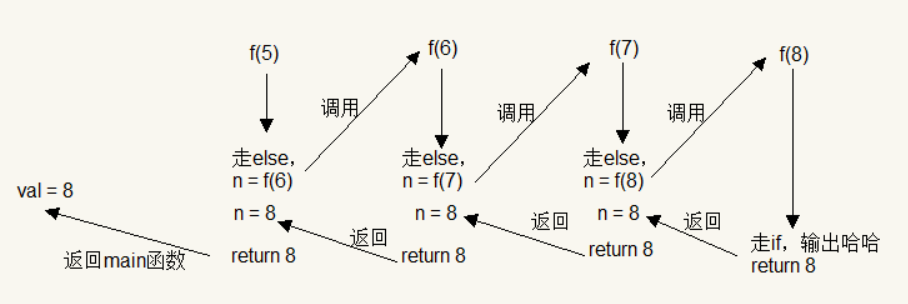 f(5)
f(6)
f(7)
f(8)
调用
调用
调用
走else，
n = f(6)
走else，
n = f(7)
走else，
n = f(8)
val = 8
n = 8
n = 8
n = 8
返回
返回
返回
走if，输出哈哈
return 8
返回main函数
return 8
return 8
return 8